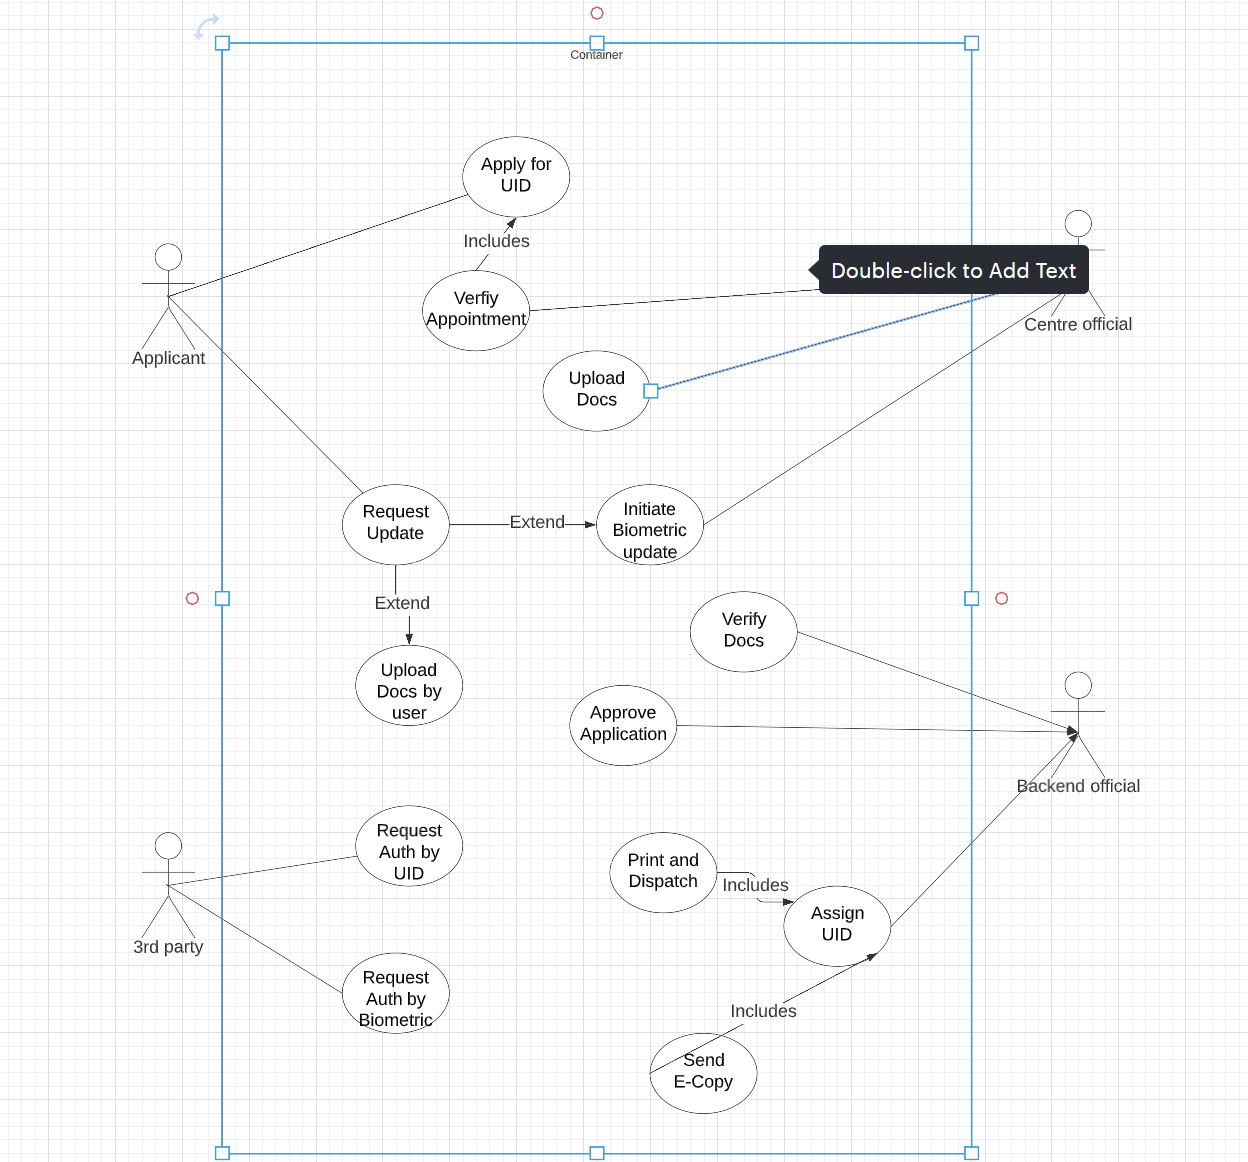 Container
Apply for
UID
Includes
Verfiy
Appointment
Double-click to Add Text
Centre official
Applicant
Upload
Docs
Request
Update
Extend
Initiate
Biometric
update
Extend
Upload
Docs by
user
Verify
Docs
Approve
Application
Backend official
Request
Auth by
UID
Print and
Dispatch
Includes
Assign
UID
3rd party
Request
Auth by
Biometric
Includes
Send
E-Copy